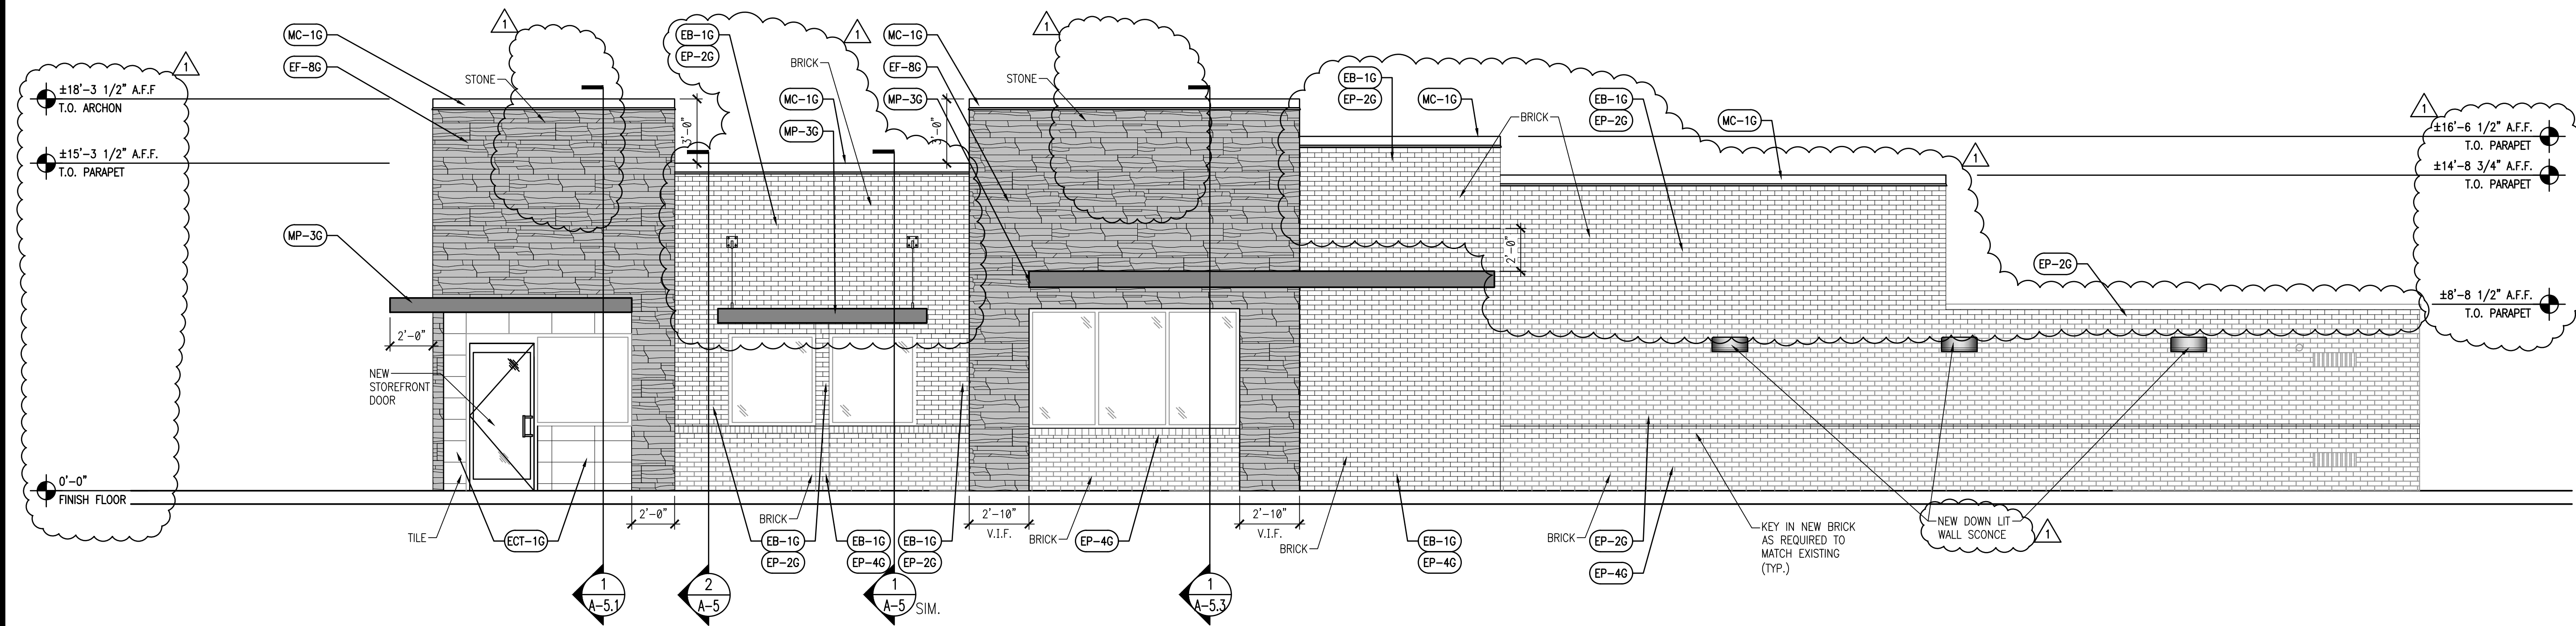 1
1
1
1
1
1
MC-1G
EF-8G
STONE
EB-1G
EP-2G
BRICK
MC-1G
MP-3G
MC-1G
EF-8G
MP-3G
STONE
EB-1G
EP-2G
MC-1G
BRICK
EB-1G
EP-2G
MC-1G
±18'-3 1/2" A.F.F
T.O. ARCHON
±15'-3 1/2" A.F.F.
T.O. PARAPET
3'-0"
3'-0"
±16'-6 1/2" A.F.F.
T.O. PARAPET
±14'-8 3/4" A.F.F.
T.O. PARAPET
MP-3G
2'-0"
EP-2G
±8'-8 1/2" A.F.F.
T.O. PARAPET
2'-0"
NEW
STOREFRONT
DOOR
0'-0"
FINISH FLOOR
TILE
ECT-1G
2'-0"
BRICK
EB-1G
EP-2G
EB-1G
EP-4G
EB-1G
EP-2G
2'-10"
V.I.F.
BRICK
EP-4G
2'-10"
V.I.F.
BRICK
EB-1G
EP-4G
BRICK
EP-2G
EP-4G
KEY IN NEW BRICK
AS REQUIRED TO
MATCH EXISTING
(TYP.)
NEW DOWN LIT
WALL SCONCE
1
1
A-5.1
2
A-5
1
A-5
SIM.
1
A-5.3